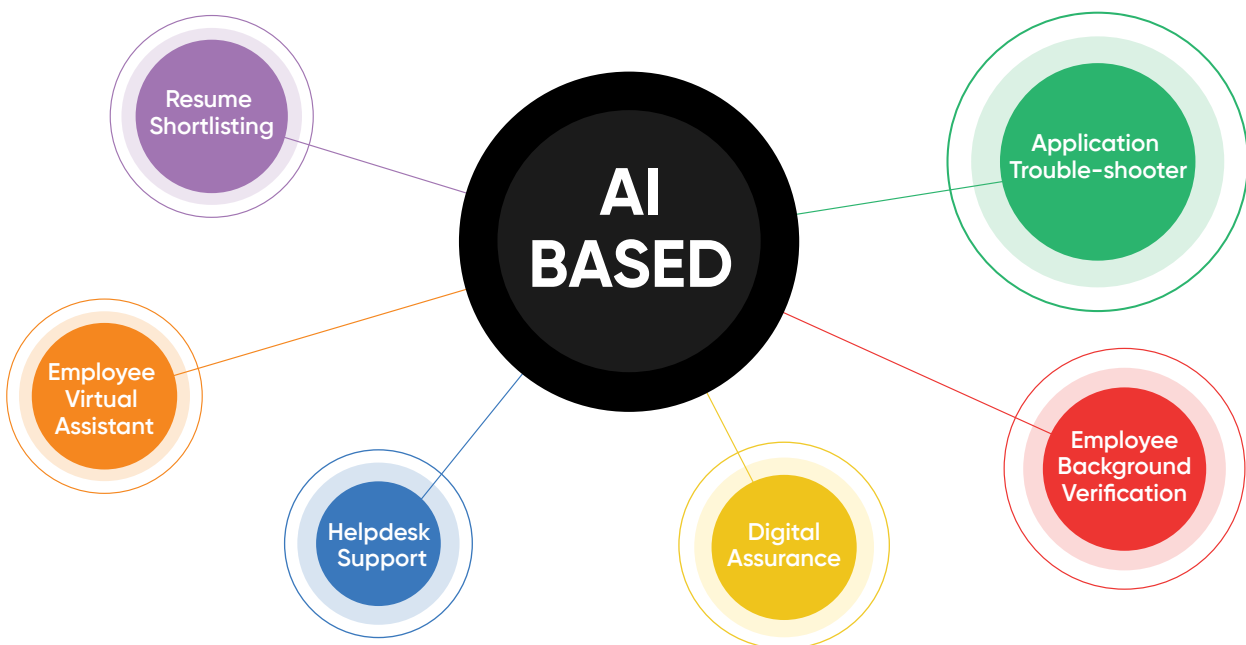 Resume
Shortlisting
AI
BASED
Application
Trouble-shooter
Employee
Virtual
Assistant
Helpdesk
Support
Digital
Assurance
Employee
Background
Verification